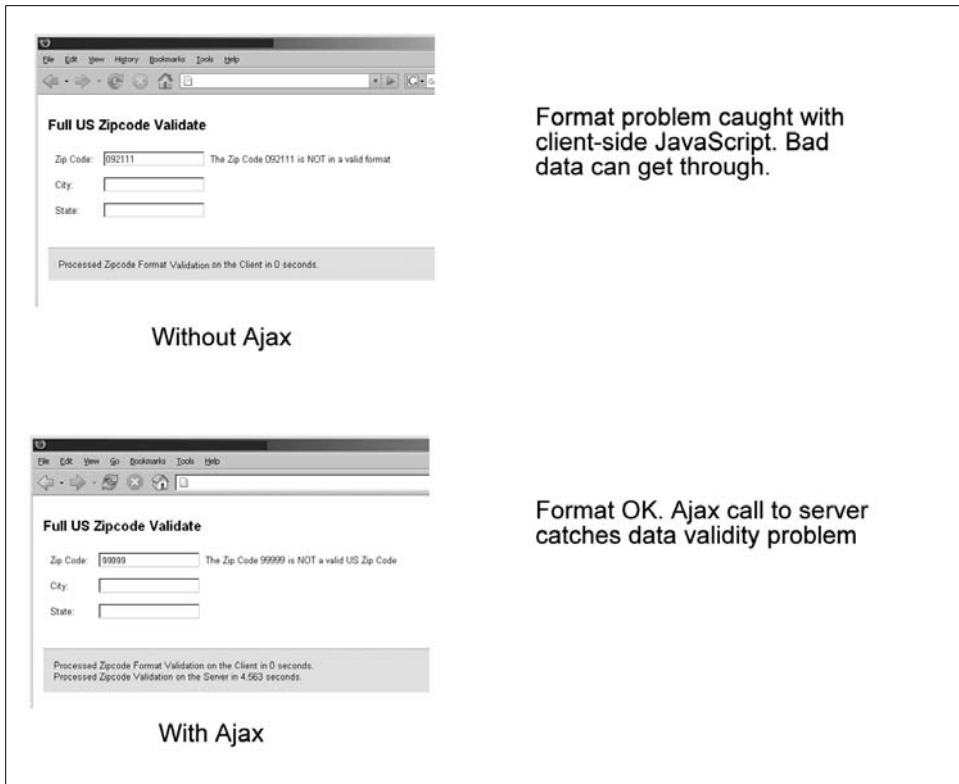 File Edit View History Bookmarks Tools Help
Full US Zipcode Validate
Zip Code: 092111 The Zip Code 092111 is NOT in a valid format
City:
State:
Processed Zipcode Format Validation on the Client in 0 seconds.
Without Ajax
Format problem caught with
client-side JavaScript. Bad
data can get through.
File Edit View Go Bookmarks Tools Help
Full US Zipcode Validate
Zip Code: 99999 The Zip Code 99999 is NOT a valid US Zip Code
City:
State:
Processed Zipcode Format Validation on the Client in 0 seconds.
Processed Zipcode Validation on the Server in 4.563 seconds.
With Ajax
Format OK. Ajax call to server
catches data validity problem